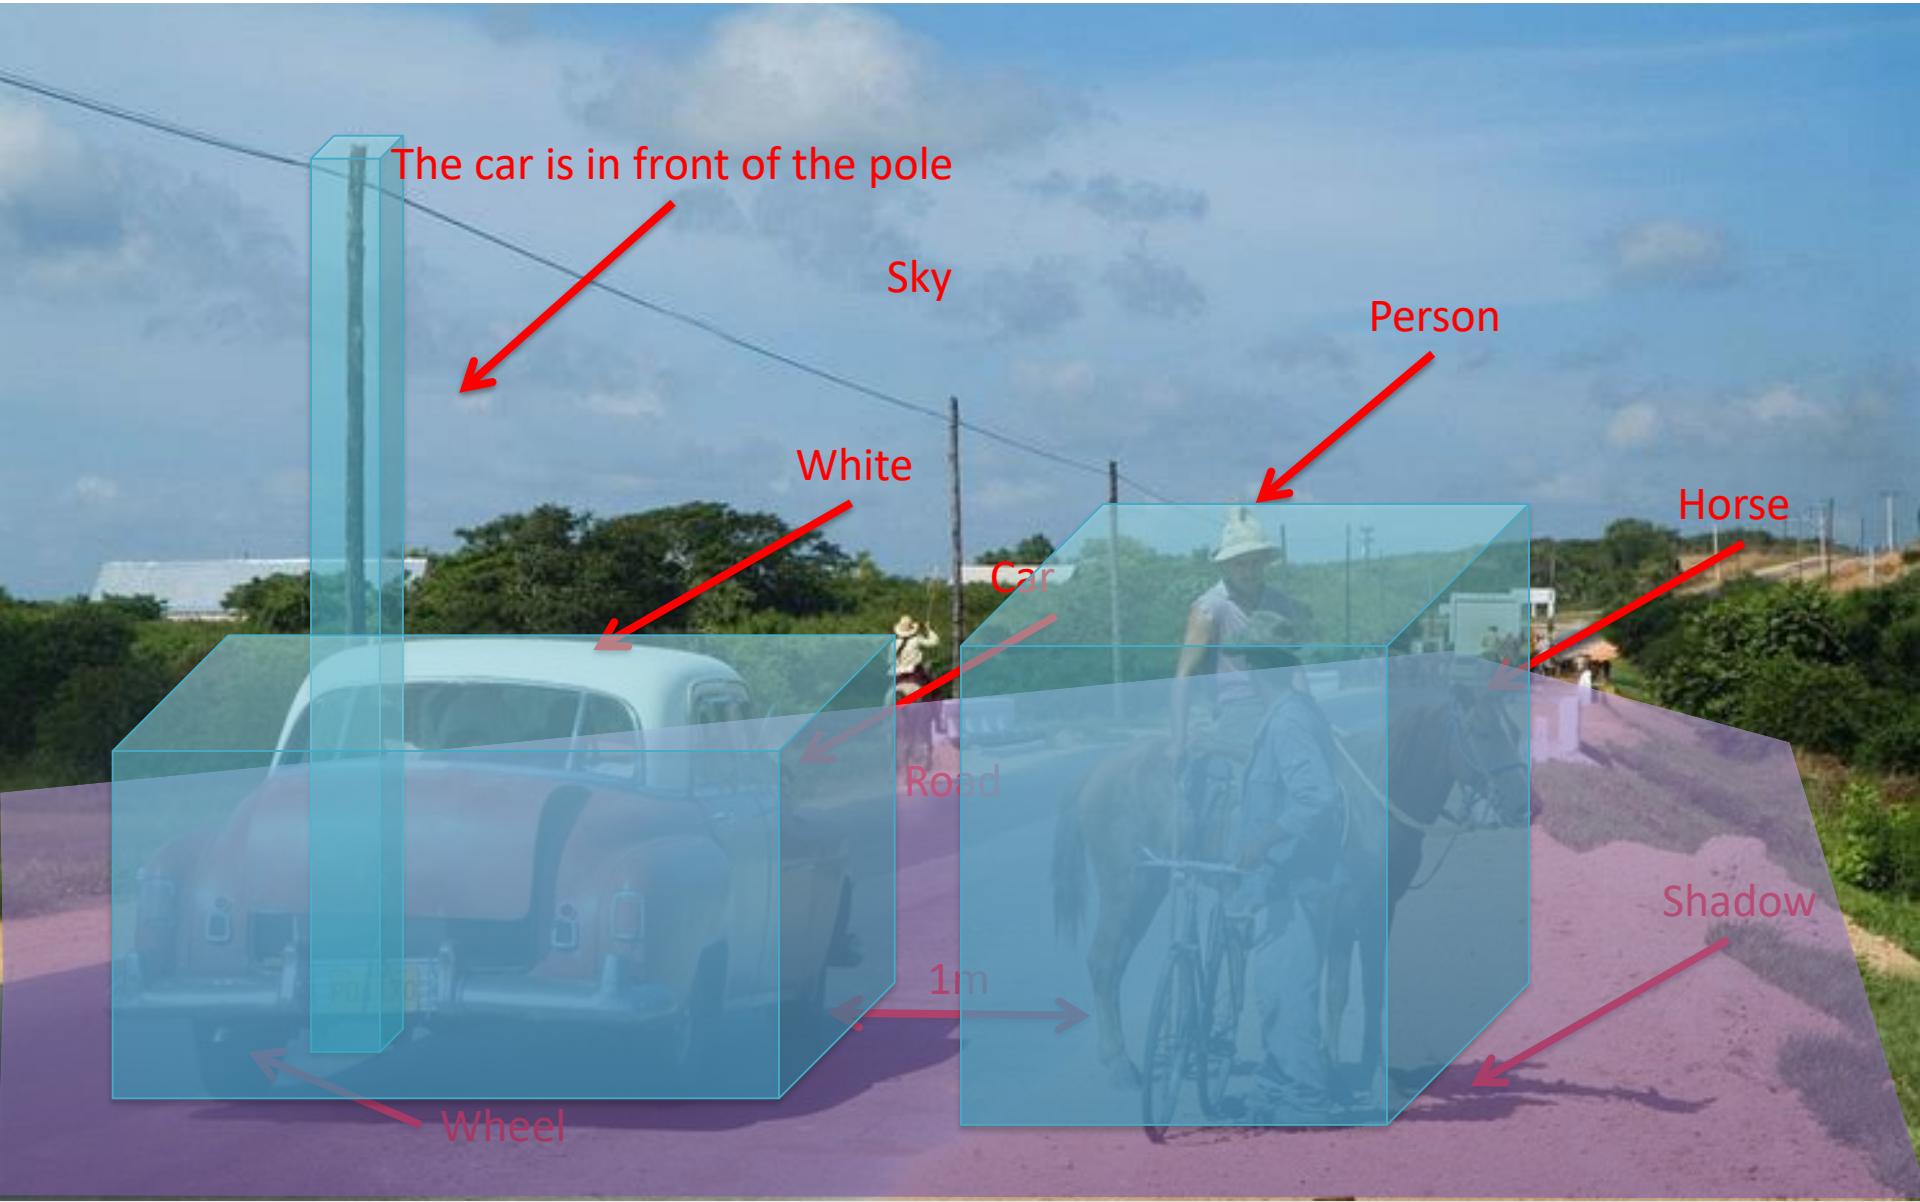 The car is in front of the pole
Sky
Person
White
Horse
Car
Road
Shadow
1m
Wheel